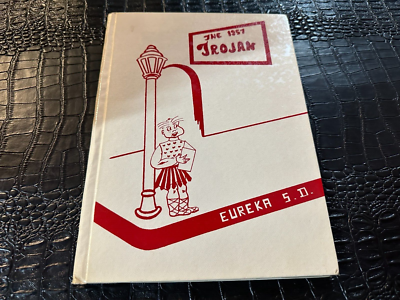 THE 1957
TROJAN
EUREKA S.D.